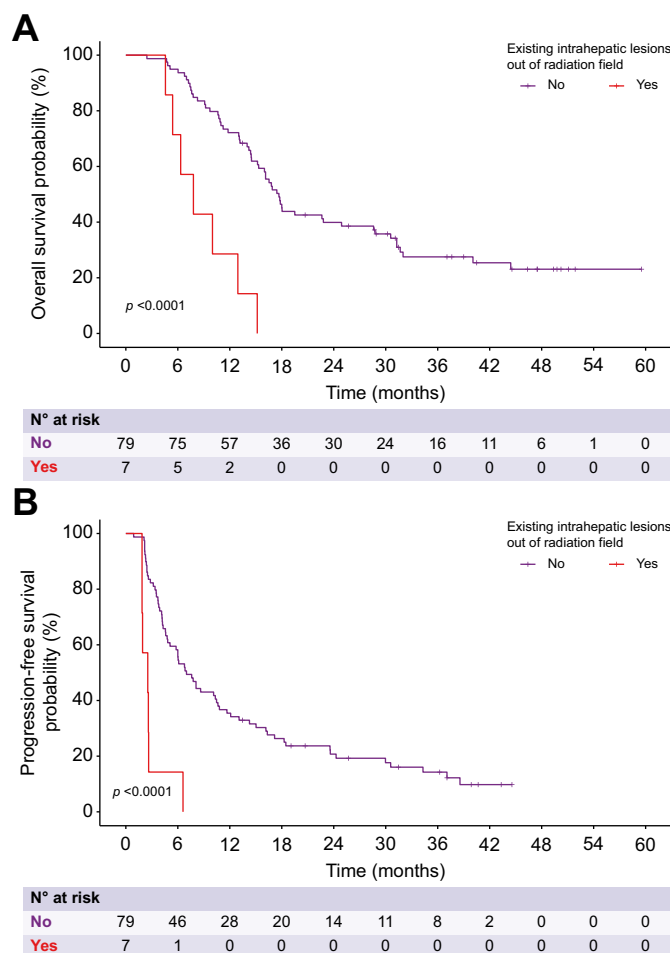 A
Overall survival probability (%)
100
80
60
40
20
0
Existing intrahepatic lesions
out of radiation field
No Yes
p <0.0001
0 6 12 18 24 30 36 42 48 54 60
Time (months)
N° at risk
No 79 75 57 36 30 24 16 11 6 1 0
Yes 7 5 2 0 0 0 0 0 0 0 0
B
Progression-free survival
probability (%)
100
80
60
40
20
0
Existing intrahepatic lesions
out of radiation field
No Yes
p <0.0001
0 6 12 18 24 30 36 42 48 54 60
Time (months)
N° at risk
No 79 46 28 20 14 11 8 2 0 0 0
Yes 7 1 0 0 0 0 0 0 0 0 0